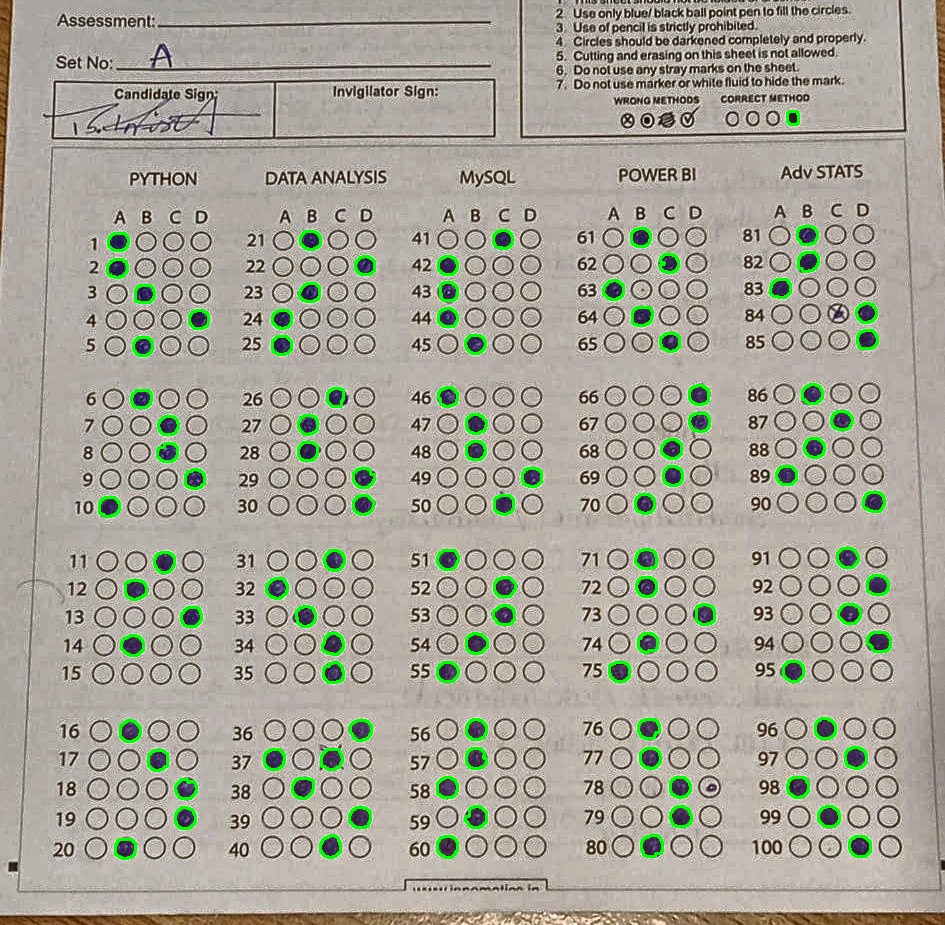 Assessment:
Set No: A
Candidate Sign:
Invigilator Sign:
2 Use only blue/ black ball point pen to fill the circles.
3. Use of pencil is strictly prohibited.
4. Circles should be darkened completely and properly.
5. Cutting and erasing on this sheet is not allowed.
6. Do not use any stray marks on the sheet.
7. Do not use marker or white fluid to hide the mark.
WRONG METHODS CORRECT METHOD
PYTHON DATA ANALYSIS MySQL POWER BI Adv STATS
A B C D A B C D A B C D A B C D A B C D
1 21 41 61 81
2 22 42 62 82
3 23 43 63 83
4 24 44 64 84
5 25 45 65 85
6 26 46 66 86
7 27 47 67 87
8 28 48 68 88
9 29 49 69 89
10 30 50 70 90
11 31 51 71 91
12 32 52 72 92
13 33 53 73 93
14 34 54 74 94
15 35 55 75 95
16 36 56 76 96
17 37 57 77 97
18 38 58 78 98
19 39 59 79 99
20 40 60 80 100